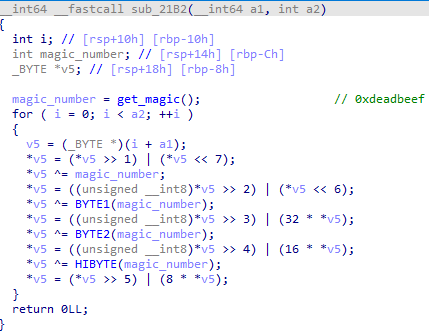 __int64 __fastcall sub_21B2(__int64 a1, int a2)
{
  int i; // [rsp+10h] [rbp-10h]
  int magic_number; // [rsp+14h] [rbp-Ch]
  _BYTE *v5; // [rsp+18h] [rbp-8h]

  magic_number = get_magic(); // 0xdeadbeef
  for ( i = 0; i < a2; ++i )
  {
    v5 = (_BYTE *)(i + a1);
    *v5 = (*v5 >> 1) | (*v5 << 7);
    *v5 ^= magic_number;
    *v5 = ((unsigned __int8)*v5 >> 2) | (*v5 << 6);
    *v5 ^= BYTE1(magic_number);
    *v5 = ((unsigned __int8)*v5 >> 3) | (32 * *v5);
    *v5 ^= BYTE2(magic_number);
    *v5 = ((unsigned __int8)*v5 >> 4) | (16 * *v5);
    *v5 ^= HIBYTE(magic_number);
    *v5 = (*v5 >> 5) | (8 * *v5);
  }
  return 0LL;
}